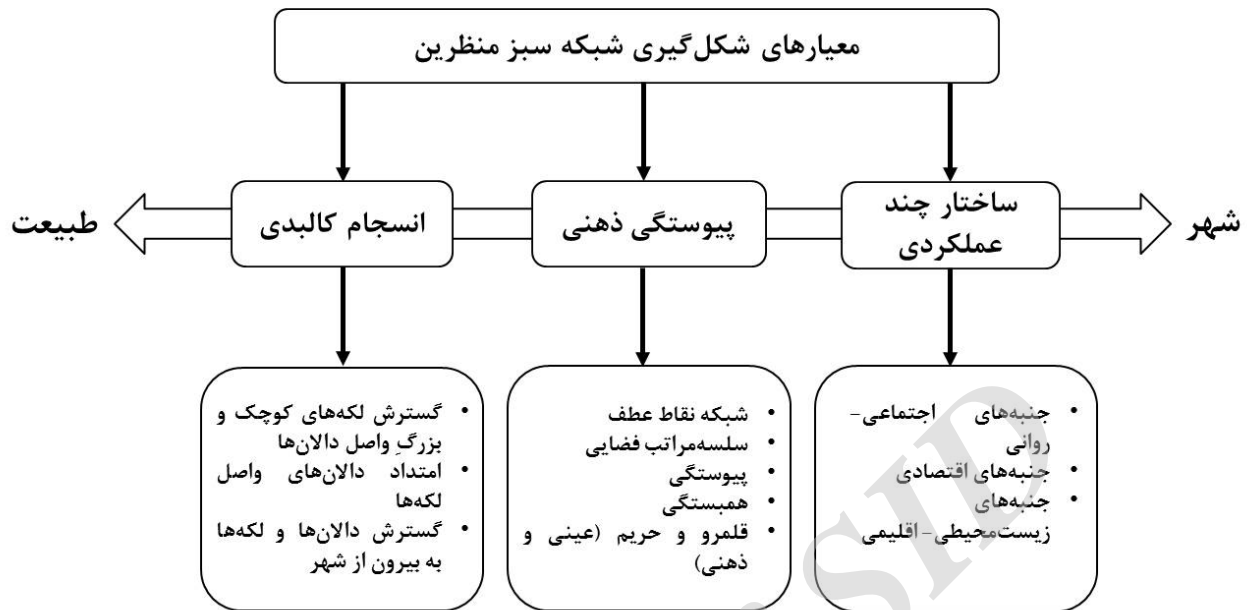 معیارهای شکل‌گیری شبکه سبز منظرین
شهر
ساختار چند
عملکردی
پیوستگی ذهنی
انسجام کالبدی
طبیعت
• جنبه‌های اجتماعی-
روانی
• جنبه‌های اقتصادی
• جنبه‌های
زیست‌محیطی-اقلیمی
• شبکه نقاط عطف
• سلسه‌مراتب فضایی
• پیوستگی
• همبستگی
• قلمرو و حریم (عینی و
ذهنی)
• گسترش لکه‌های کوچک و
بزرگِ واصل دالان‌ها
• امتداد دالان‌های واصل
لکه‌ها
• گسترش دالان‌ها و لکه‌ها
به بیرون از شهر
SID